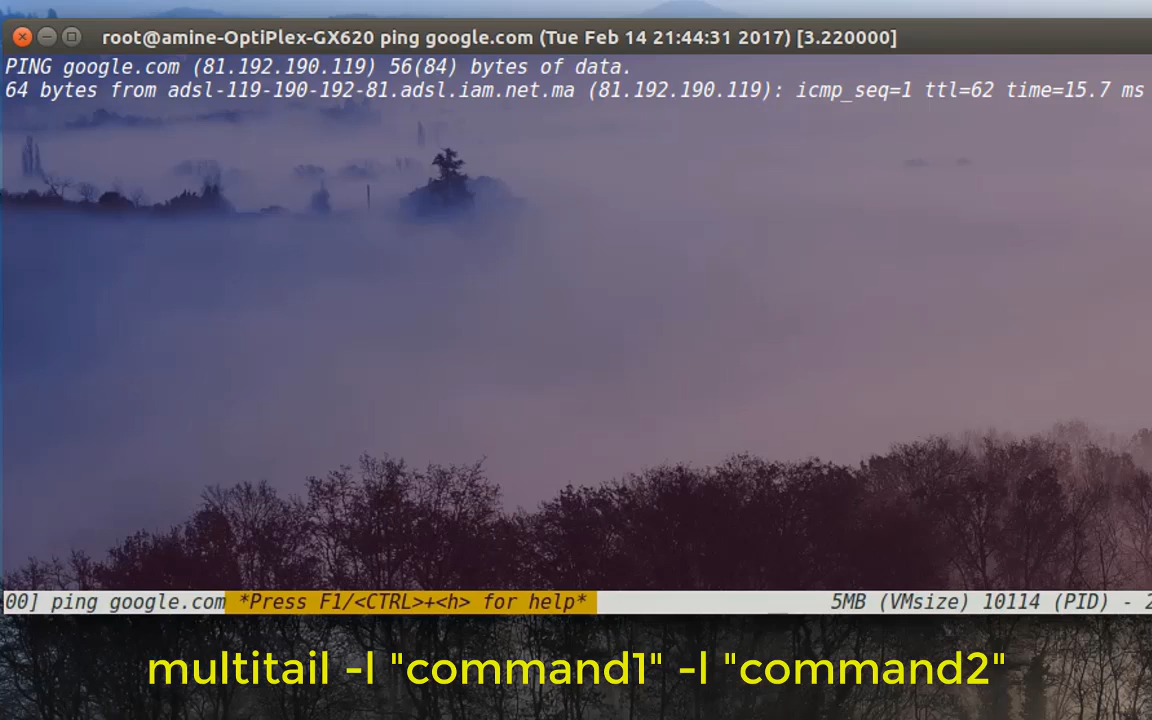 root@amine-OptiPlex-GX620 ping google.com (Tue Feb 14 21:44:31 2017) [3.220000]
PING google.com (81.192.190.119) 56(84) bytes of data.
64 bytes from adsl-119-190-192-81.adsl.iam.net.ma (81.192.190.119): icmp_seq=1 ttl=62 time=15.7 ms
00] ping google.com *Press F1/<CTRL>+<h> for help* 5MB (VMsize) 10114 (PID) - 2
multitail -l "command1" -l "command2"